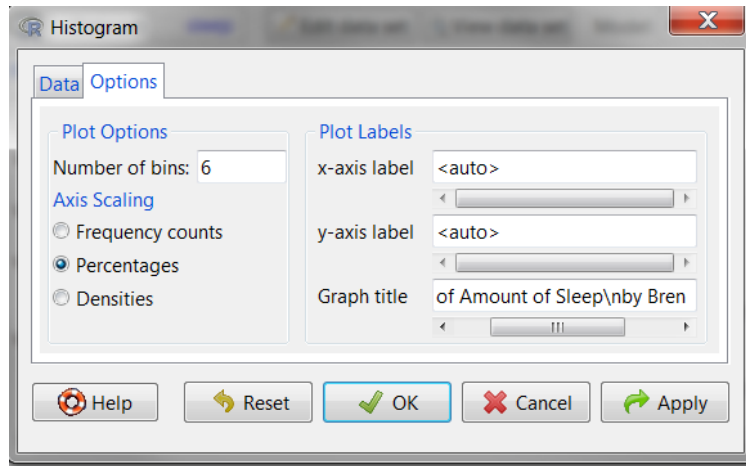 Histogram
Data Options
Plot Options
Number of bins: 6
Axis Scaling
Frequency counts
Percentages
Densities
Plot Labels
x-axis label <auto>
y-axis label <auto>
Graph title of Amount of Sleep\nby Bren
Help Reset OK Cancel Apply